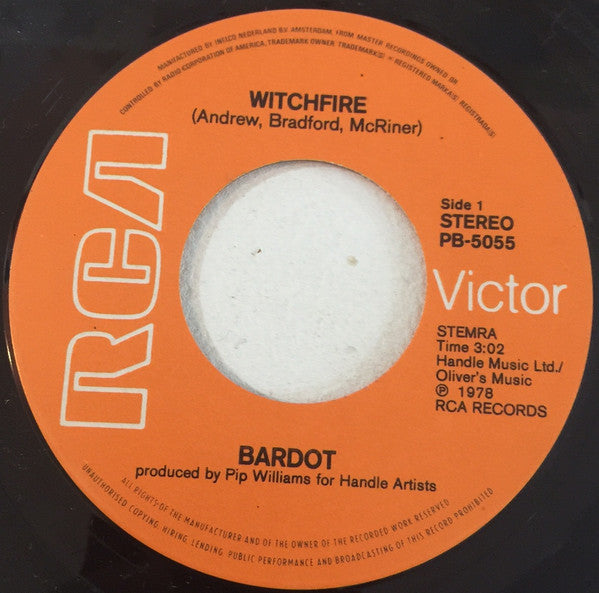 MANUFACTURED BY INELCO NEDERLAND B.V. AMSTERDAM, FROM MASTER RECORDINGS OWNED OR
CONTROLLED BY RADIO CORPORATION OF AMERICA, TRADEMARK OWNER. TRADEMARK(S) ® REGISTERED MARKA(S) REGISTRADA(S)
WITCHFIRE
(Andrew, Bradford, McRiner)
RCA
Side 1
STEREO
PB-5055
Victor
STEMRA
Time 3:02
Handle Music Ltd./
Oliver's Music
℗ 1978
RCA RECORDS
BARDOT
produced by Pip Williams for Handle Artists
ALL RIGHTS OF THE MANUFACTURER AND OF THE OWNER OF THE RECORDED WORK RESERVED
UNAUTHORISED COPYING, HIRING, LENDING, PUBLIC PERFORMANCE AND BROADCASTING OF THIS RECORD PROHIBITED